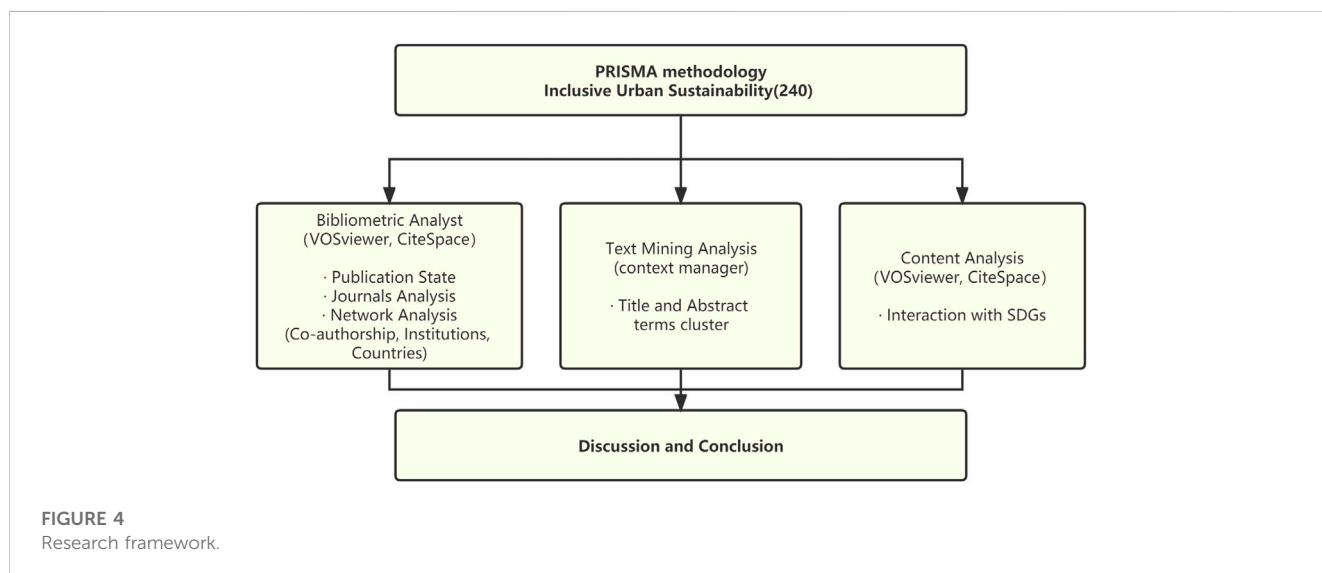 PRISMA methodology
Inclusive Urban Sustainability(240)
Bibliometric Analyst
(VOSviewer, CiteSpace)
· Publication State
· Journals Analysis
· Network Analysis
(Co-authorship, Institutions,
Countries)
Text Mining Analysis
(context manager)
· Title and Abstract
terms cluster
Content Analysis
(VOSviewer, CiteSpace)
· Interaction with SDGs
Discussion and Conclusion
FIGURE 4
Research framework.